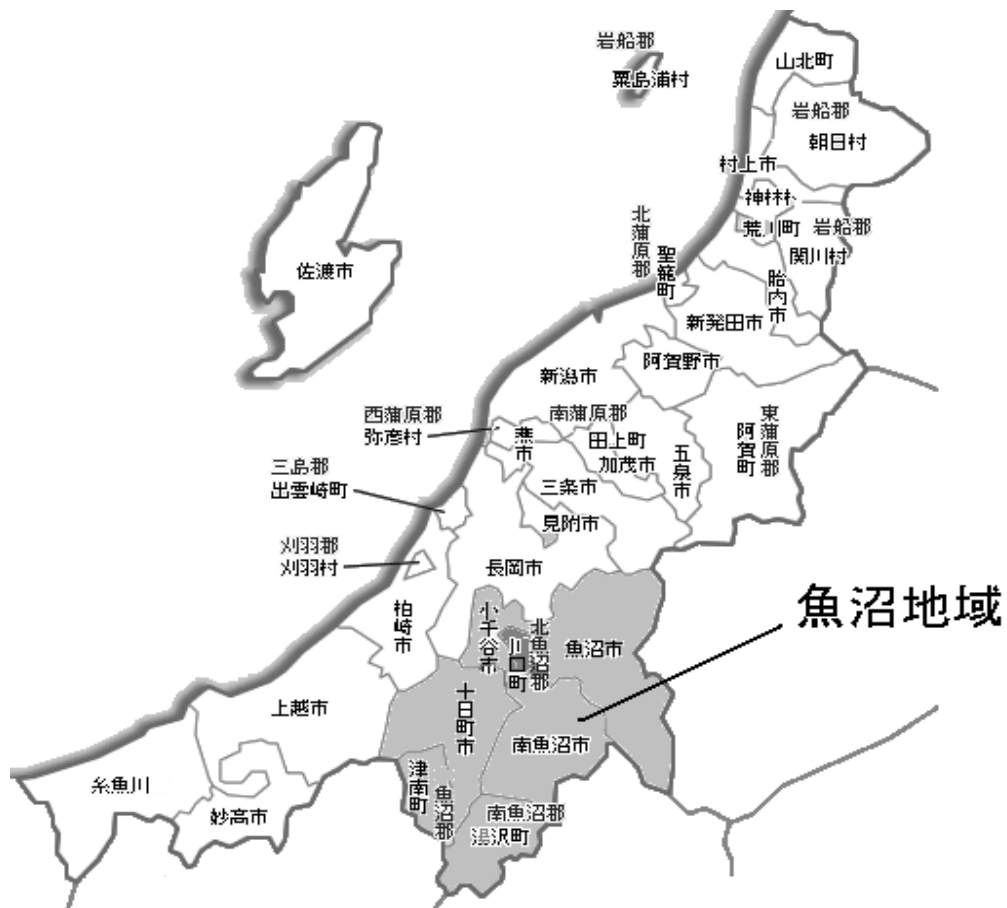 岩船郡
粟島浦村
山北町
岩船郡
朝日村
村上市
神林村
荒川町
岩船郡
関川村
北蒲原郡
聖籠町
胎内市
新発田市
佐渡市
阿賀野市
新潟市
西蒲原郡
弥彦村
燕市
南蒲原郡
田上町
加茂市
五泉市
東蒲原郡
阿賀町
三島郡
出雲崎町
三条市
見附市
刈羽郡
刈羽村
長岡市
柏崎市
小千谷市
北魚沼郡
川口町
魚沼市
魚沼地域
上越市
十日町市
南魚沼市
糸魚川
妙高市
津南町
魚沼郡
南魚沼郡
湯沢町